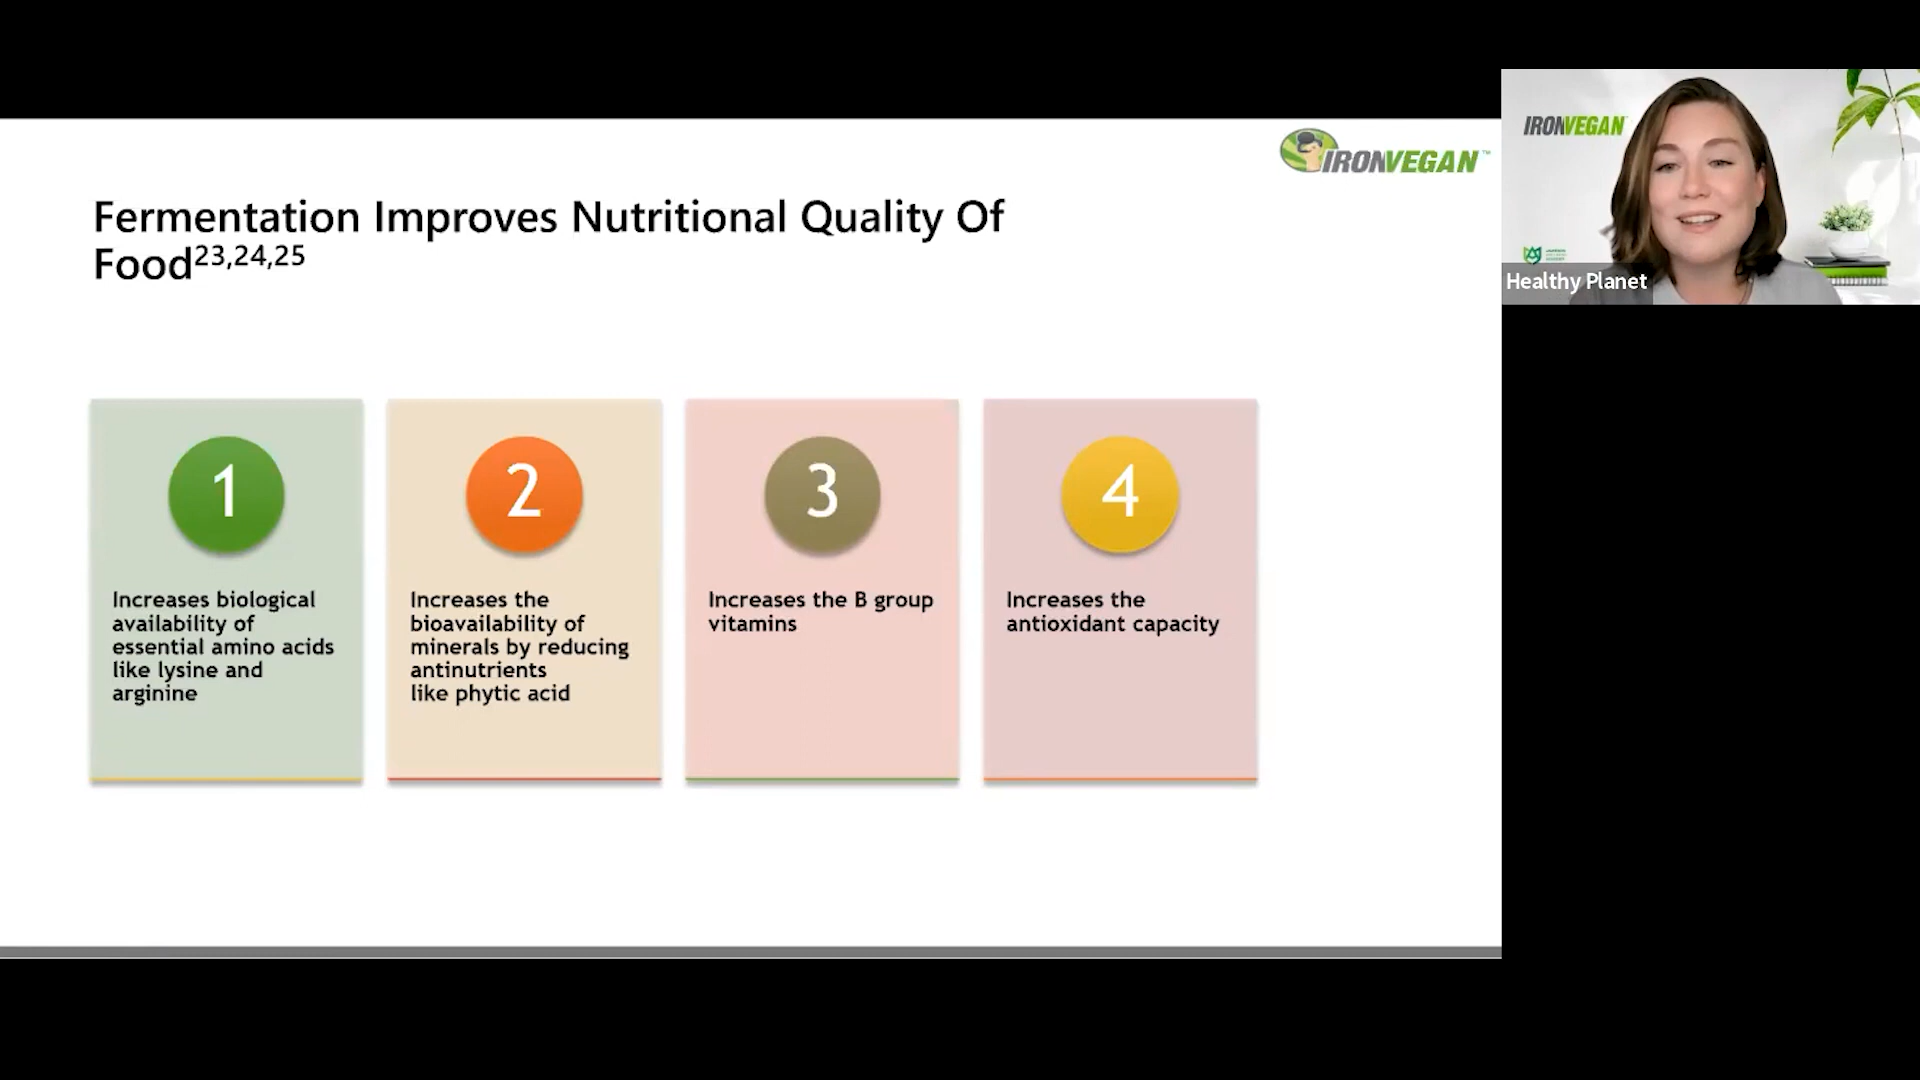 IRONVEGAN™
IRONVEGAN
Fermentation Improves Nutritional Quality Of
Food23,24,25
Healthy Planet
1
Increases biological
availability of
essential amino acids
like lysine and
arginine
2
Increases the
bioavailability of
minerals by reducing
antinutrients
like phytic acid
3
Increases the B group
vitamins
4
Increases the
antioxidant capacity